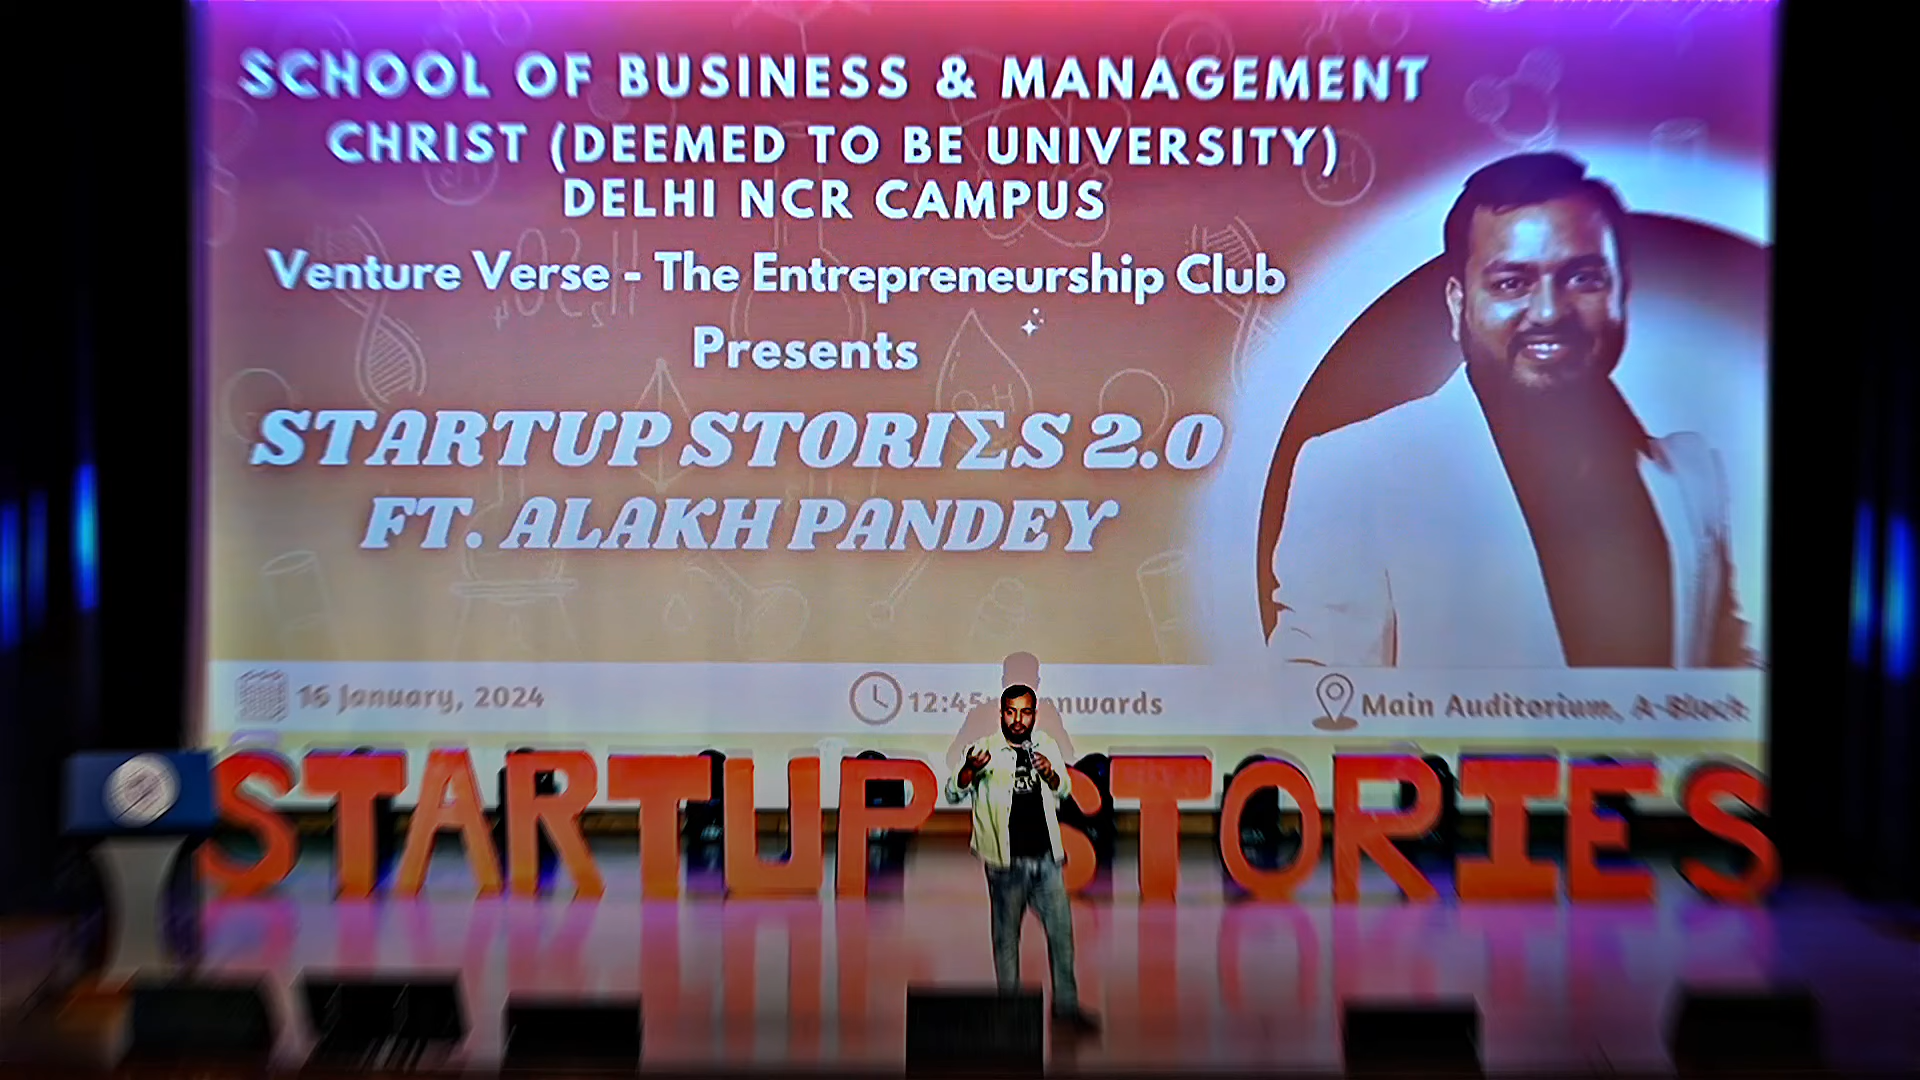 SCHOOL OF BUSINESS & MANAGEMENT
CHRIST (DEEMED TO BE UNIVERSITY)
DELHI NCR CAMPUS
Venture Verse - The Entrepreneurship Club
Presents
STARTUP STORIΣS 2.0
FT. ALAKH PANDEY
16 January, 2024
12:45 onwards
Main Auditorium, A-Block
STARTUP STORIES